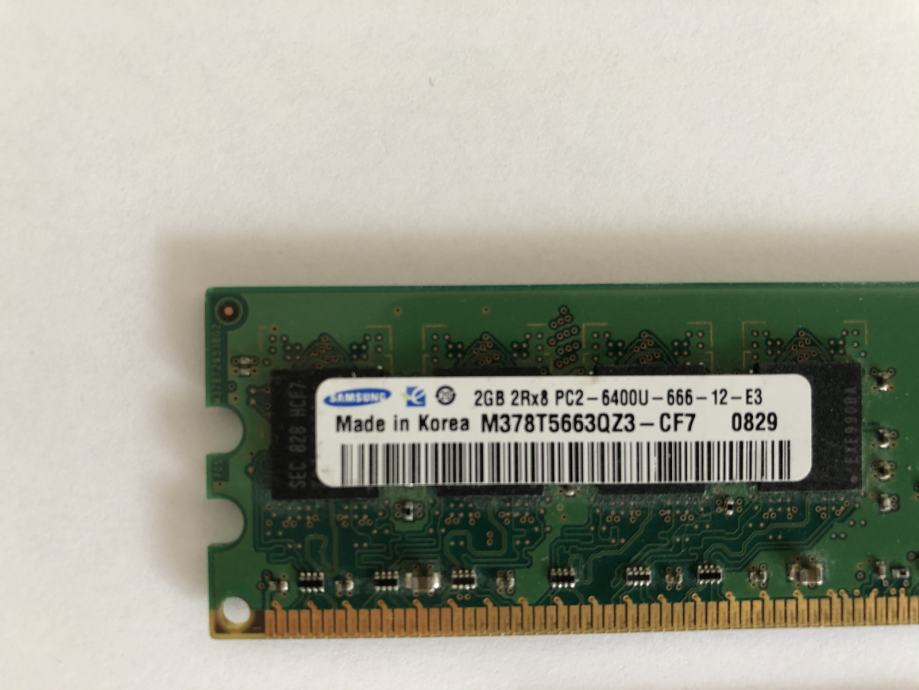 SAMSUNG 2GB 2Rx8 PC2-6400U-666-12-E3
Made in Korea M378T5663QZ3-CF7 0829
SEC 828 HCF7